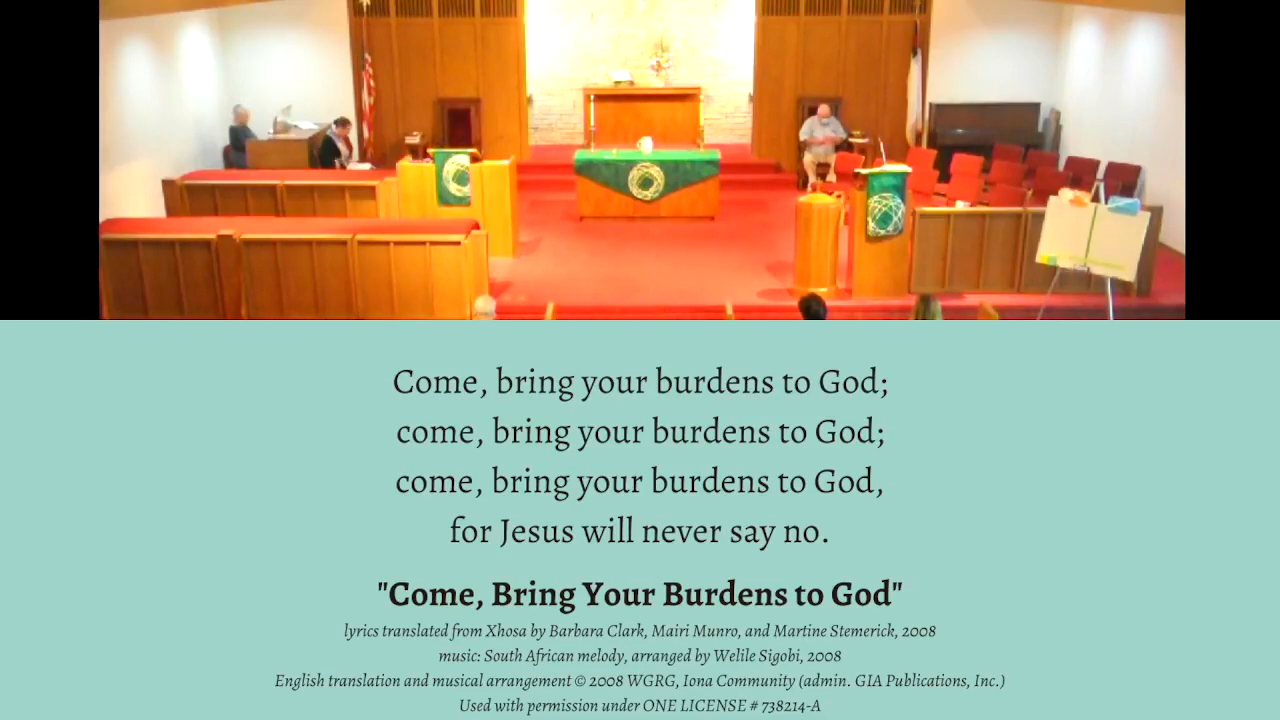 Come, bring your burdens to God;
come, bring your burdens to God;
come, bring your burdens to God,
for Jesus will never say no.
"Come, Bring Your Burdens to God"
lyrics translated from Xhosa by Barbara Clark, Mairi Munro, and Martine Stemerick, 2008
music: South African melody, arranged by Welile Sigobi, 2008
English translation and musical arrangement © 2008 WGRG, Iona Community (admin. GIA Publications, Inc.)
Used with permission under ONE LICENSE # 738214-A